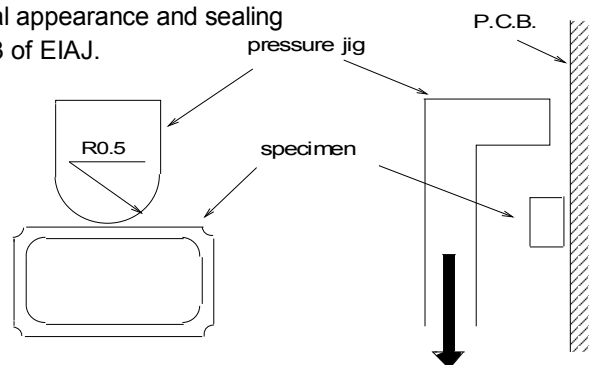 al appearance and sealing
of EIAJ.
P.C.B.
pressure jig
R0.5
specimen